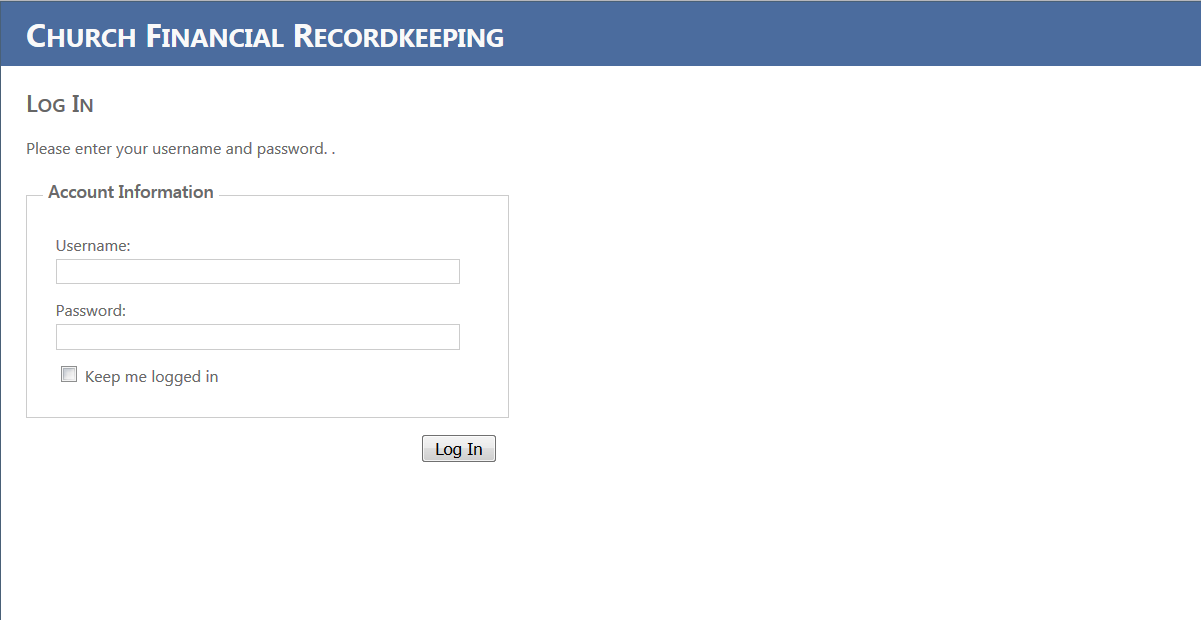 Church Financial Recordkeeping
Log In
Please enter your username and password. .
Account Information
Username:
Password:
Keep me logged in
Log In